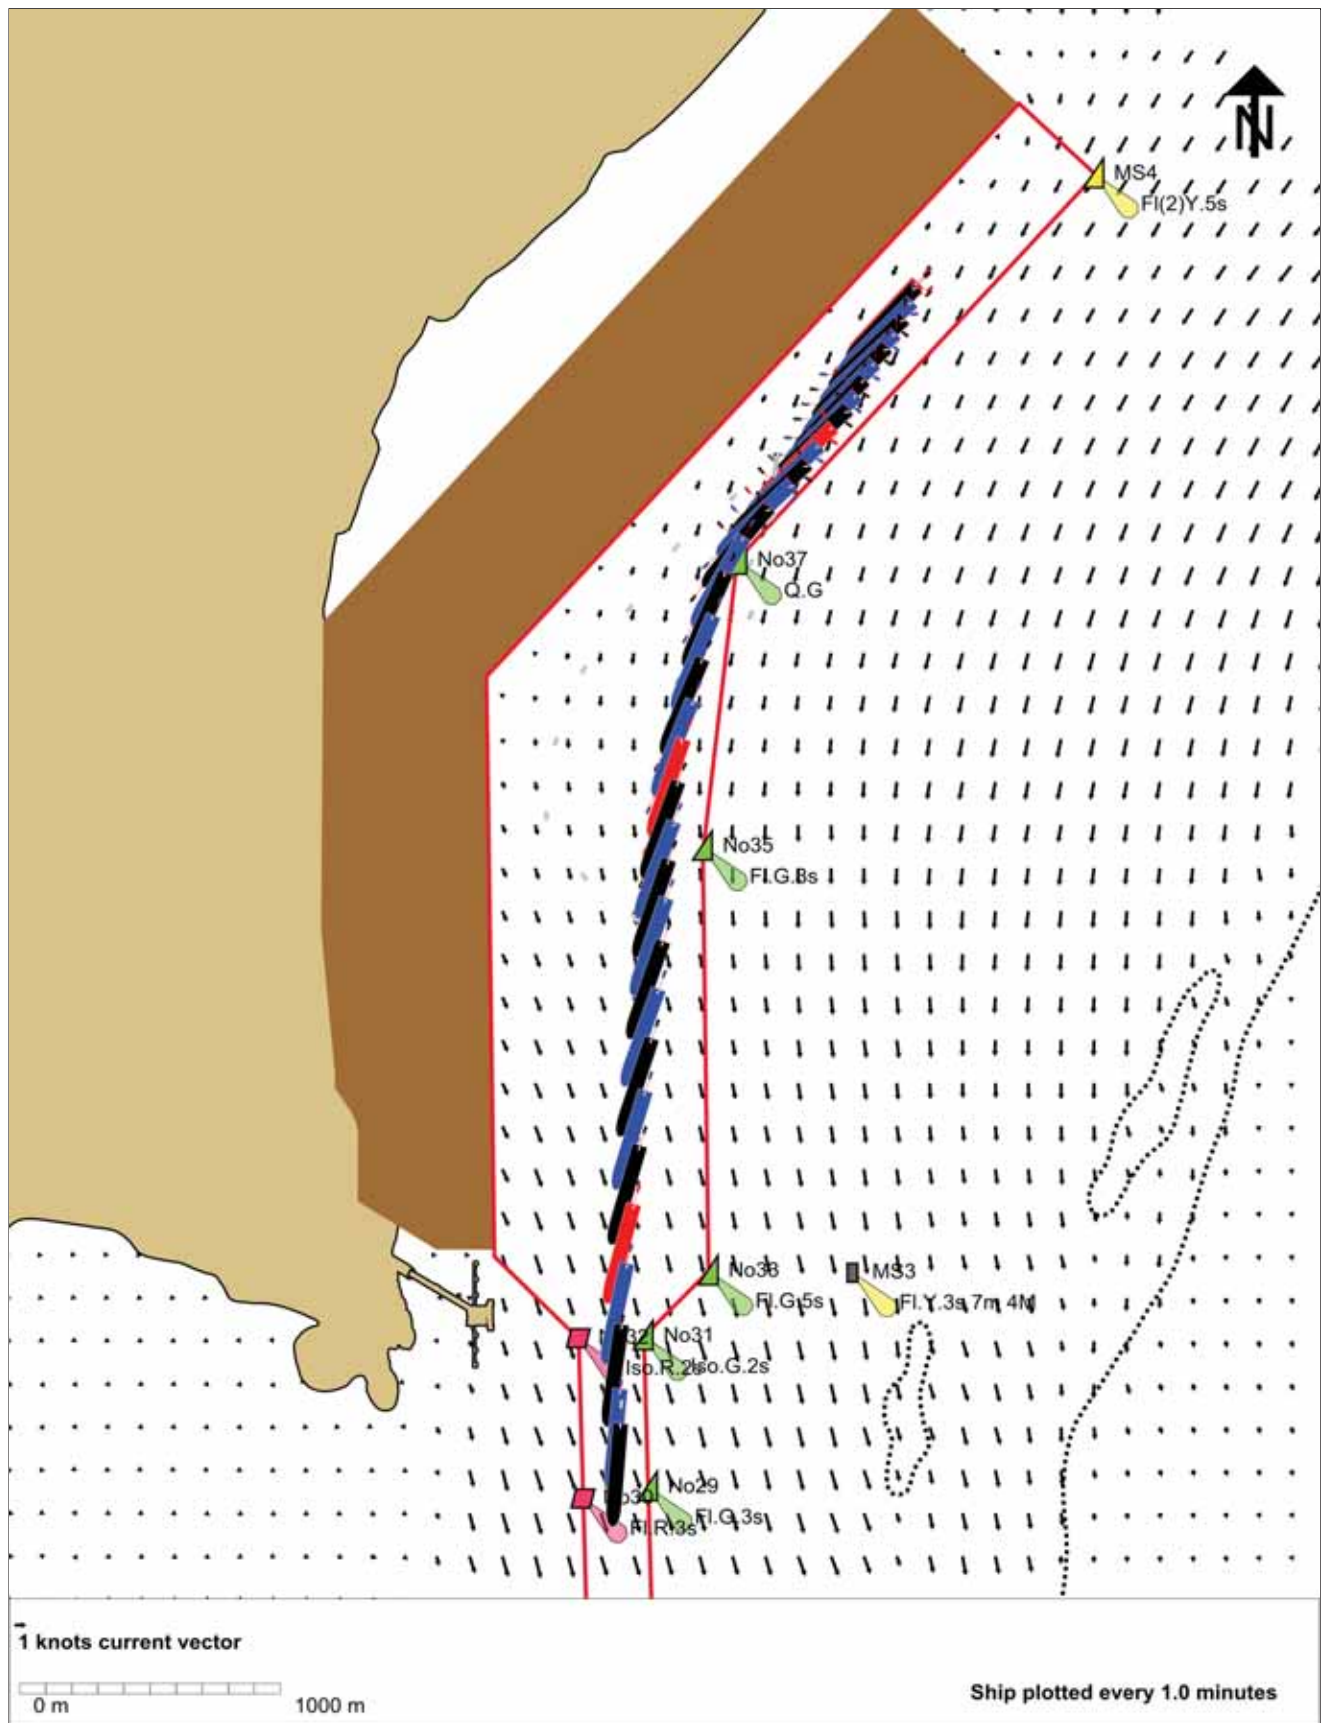 N
MS4
Fl(2)Y.5s
No37
Q.G
No35
Fl.G.3s
No33
MS3
Fl.G.5s
Fl.Y.3s 7m 4M
No31
Iso.R.2s
Iso.G.2s
No29
Fl.G.3s
Fl.R.3s
1 knots current vector
0 m
1000 m
Ship plotted every 1.0 minutes